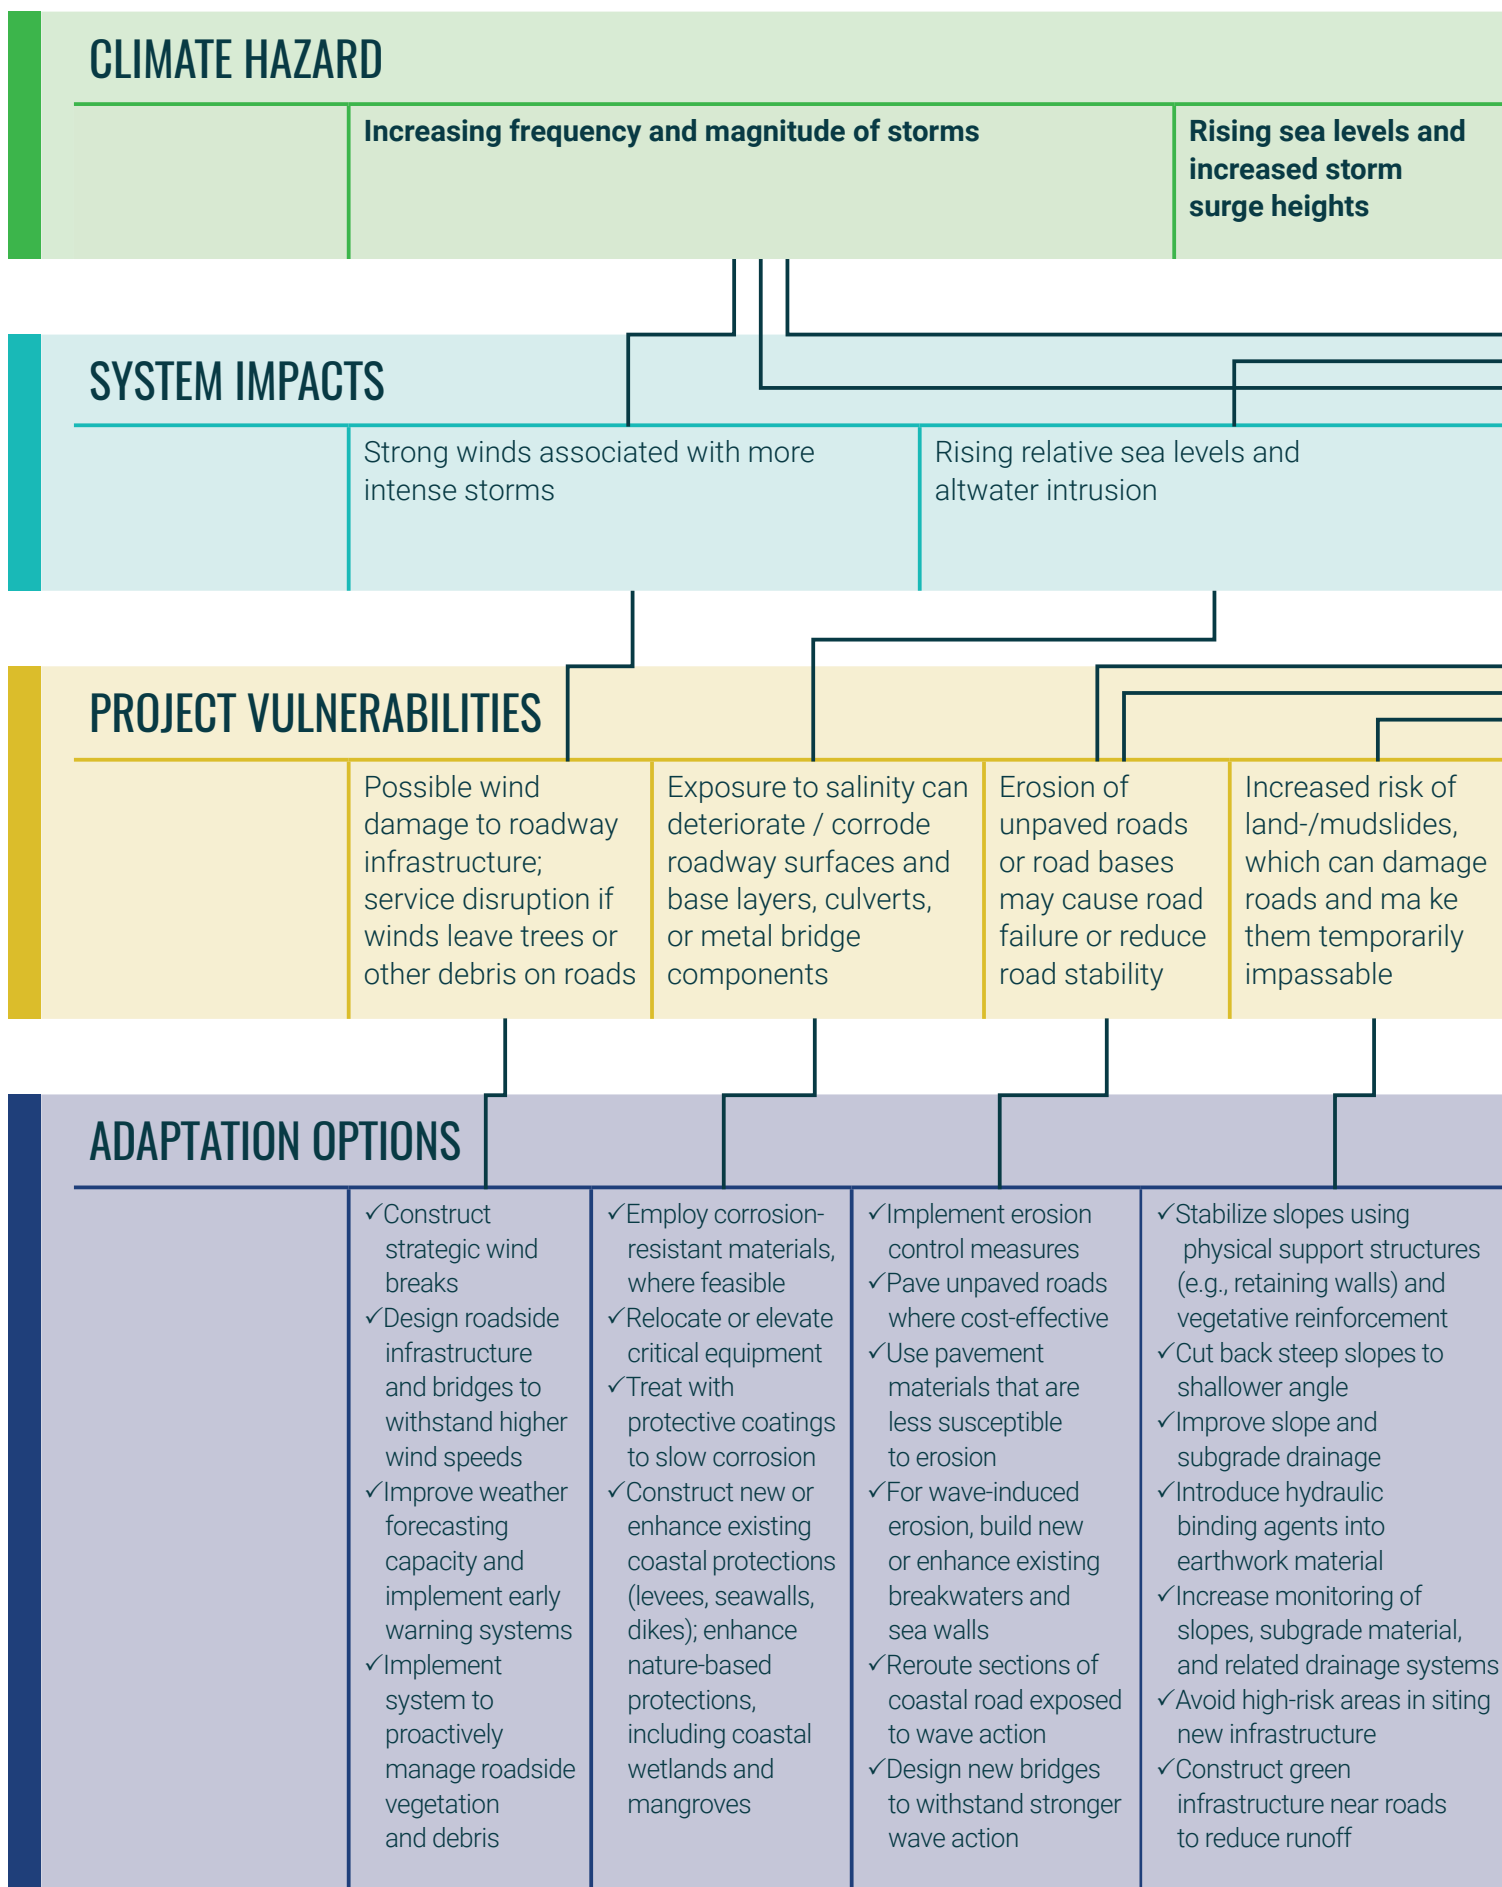 CLIMATE HAZARD
Increasing frequency and magnitude of storms
Rising sea levels and
increased storm
surge heights
SYSTEM IMPACTS
Strong winds associated with more
intense storms
Rising relative sea levels and
altwater intrusion
PROJECT VULNERABILITIES
Possible wind
damage to roadway
infrastructure;
service disruption if
winds leave trees or
other debris on roads
Exposure to salinity can
deteriorate / corrode
roadway surfaces and
base layers, culverts,
or metal bridge
components
Erosion of
unpaved roads
or road bases
may cause road
failure or reduce
road stability
Increased risk of
land-/mudslides,
which can damage
roads and ma ke
them temporarily
impassable
ADAPTATION OPTIONS
✓Construct
strategic wind
breaks
✓Design roadside
infrastructure
and bridges to
withstand higher
wind speeds
✓Improve weather
forecasting
capacity and
implement early
warning systems
✓Implement
system to
proactively
manage roadside
vegetation
and debris
✓Employ corrosion-
resistant materials,
where feasible
✓Relocate or elevate
critical equipment
✓Treat with
protective coatings
to slow corrosion
✓Construct new or
enhance existing
coastal protections
(levees, seawalls,
dikes); enhance
nature-based
protections,
including coastal
wetlands and
mangroves
✓Implement erosion
control measures
✓Pave unpaved roads
where cost-effective
✓Use pavement
materials that are
less susceptible
to erosion
✓For wave-induced
erosion, build new
or enhance existing
breakwaters and
sea walls
✓Reroute sections of
coastal road exposed
to wave action
✓Design new bridges
to withstand stronger
wave action
✓Stabilize slopes using
physical support structures
(e.g., retaining walls) and
vegetative reinforcement
✓Cut back steep slopes to
shallower angle
✓Improve slope and
subgrade drainage
✓Introduce hydraulic
binding agents into
earthwork material
✓Increase monitoring of
slopes, subgrade material,
and related drainage systems
✓Avoid high-risk areas in siting
new infrastructure
✓Construct green
infrastructure near roads
to reduce runoff